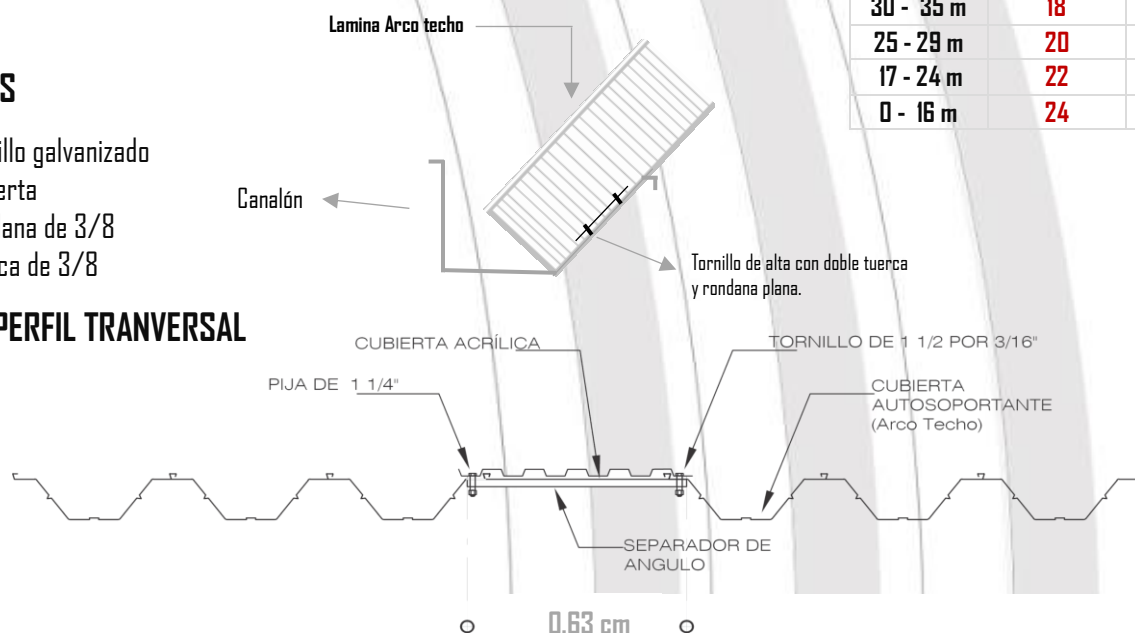 Lamina Arco techo
30 - 35 m 18
25 - 29 m 20
17 - 24 m 22
0 - 16 m 24
S
illo galvanizado
erta
ana de 3/8
ca de 3/8
Canalón
Tornillo de alta con doble tuerca
y rondana plana.
PERFIL TRANVERSAL
CUBIERTA ACRÍLICA
TORNILLO DE 1 1/2 POR 3/16"
PIJA DE 1 1/4"
CUBIERTA
AUTOSOPORTANTE
(Arco Techo)
SEPARADOR DE
ANGULO
0.63 cm